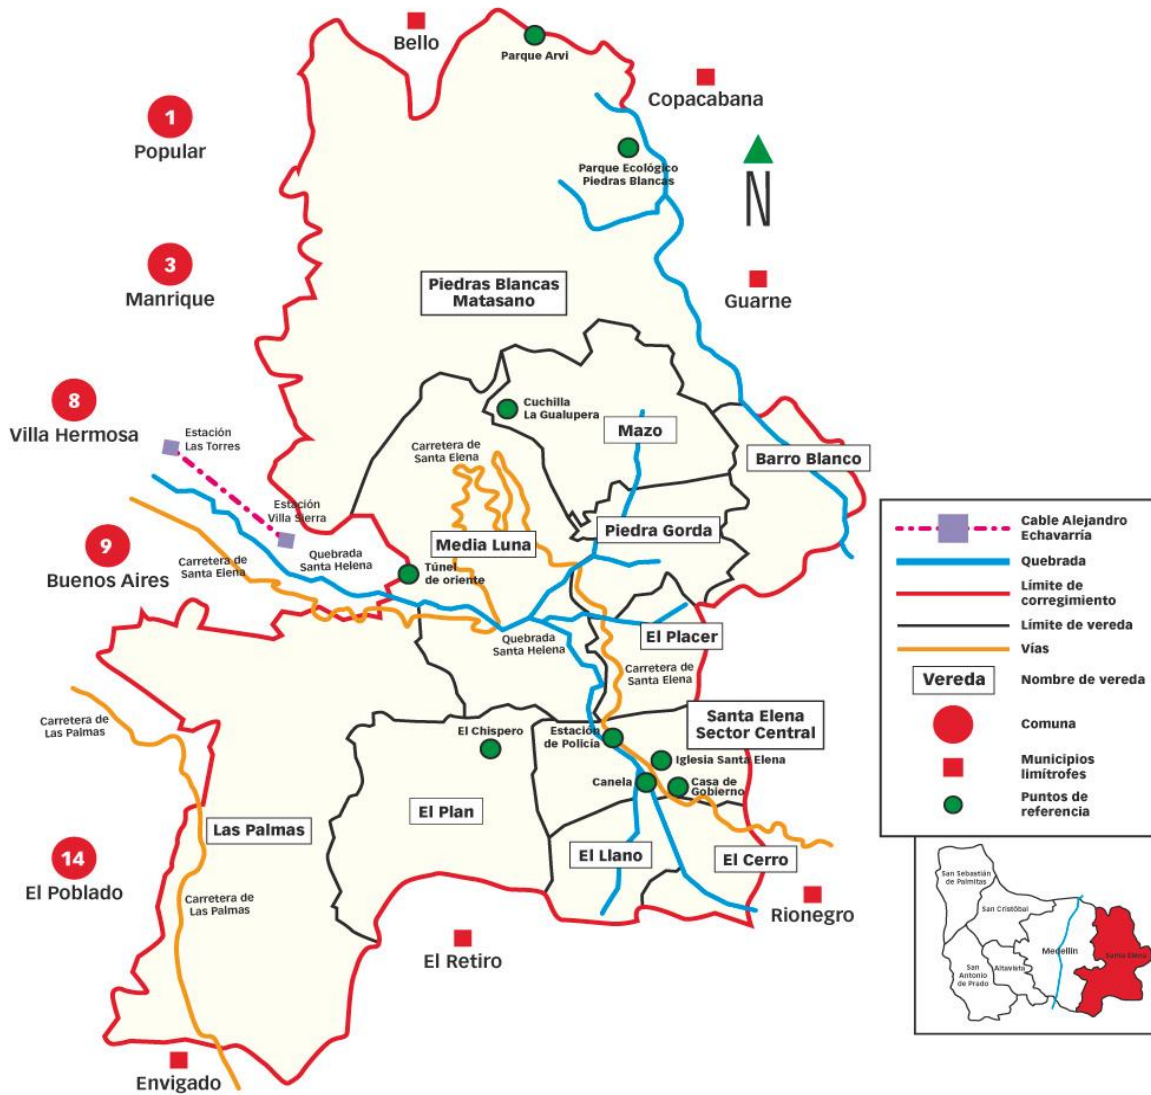 Bello
Parque Arvi
Copacabana
1
Popular
Parque Ecológico
Piedras Blancas
N
3
Manrique
Piedras Blancas
Matasano
Guarne
8
Villa Hermosa
Estación
Las Torres
Cuchilla
La Gualupera
Mazo
Carretera de
Santa Elena
Barro Blanco
Estación
Villa Sierra
9
Buenos Aires
Carretera de
Santa Elena
Quebrada
Santa Helena
Media Luna
Piedra Gorda
Túnel
de oriente
Quebrada
Santa Helena
El Placer
Carretera de
Santa Elena
Carretera de
Las Palmas
El Chispero
Estación
de Policía
Santa Elena
Sector Central
Iglesia Santa Elena
Canela
Casa de
Gobierno
Las Palmas
El Plan
El Llano
El Cerro
14
El Poblado
Carretera de
Las Palmas
Rionegro
El Retiro
Envigado
Cable Alejandro
Echavarría
Quebrada
Límite de
corregimiento
Límite de vereda
Vías
Vereda
Nombre de vereda
Comuna
Municipios
limítrofes
Puntos de
referencia
San Sebastián
de Palmitas
San Cristóbal
Medellín
Santa Elena
Altavista
San
Antonio
de Prado